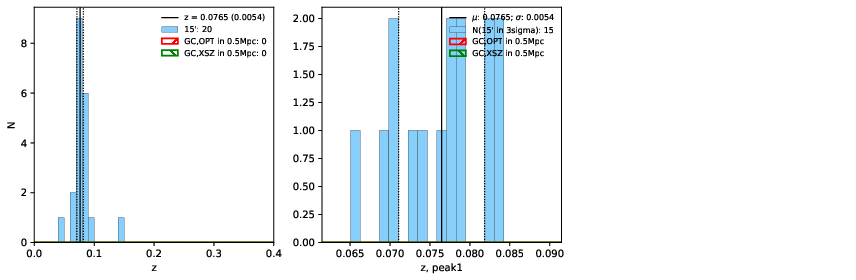 z = 0.0765 (0.0054)
15': 20
GC,OPT in 0.5Mpc: 0
GC,XSZ in 0.5Mpc: 0
N
8
6
4
2
0
0.0 0.1 0.2 0.3 0.4
z
μ: 0.0765; σ: 0.0054
N(15' in 3sigma): 15
GC,OPT in 0.5Mpc
GC,XSZ in 0.5Mpc
2.00
1.75
1.50
1.25
1.00
0.75
0.50
0.25
0.00
0.065 0.070 0.075 0.080 0.085 0.090
z, peak1